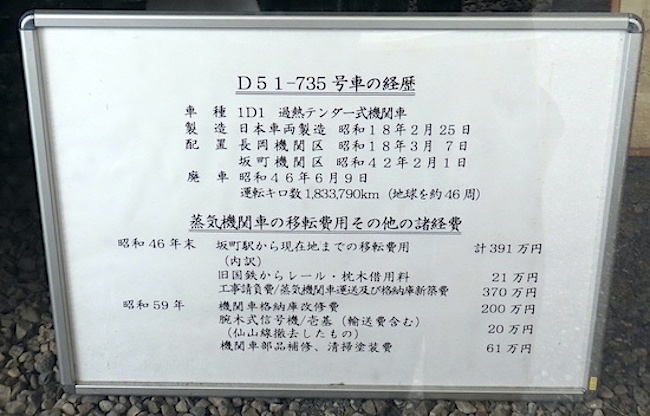 D51-735号車の経歴
車 種 1D1 過熱テンダー式機関車
製 造 日本車両製造 昭和18年2月25日
配 置 長岡機関区 昭和18年3月 7日
坂町機関区 昭和42年2月1日
廃 車 昭和46年6月9日
運転キロ数1,833,790km (地球を約46周)
蒸気機関車の移転費用その他の諸経費
昭和46年末 坂町駅から現在地までの移転費用 計391万円
(内訳)
旧国鉄からレール・枕木借用料 21万円
工事請負費/蒸気機関車運送及び格納庫新築費 370万円
昭和59年 機関車格納庫改修費 200万円
腕木式信号機/壱基 (輸送費含む) 20万円
(仙山線撤去したもの)
機関車部品補修、清掃塗装費 61万円